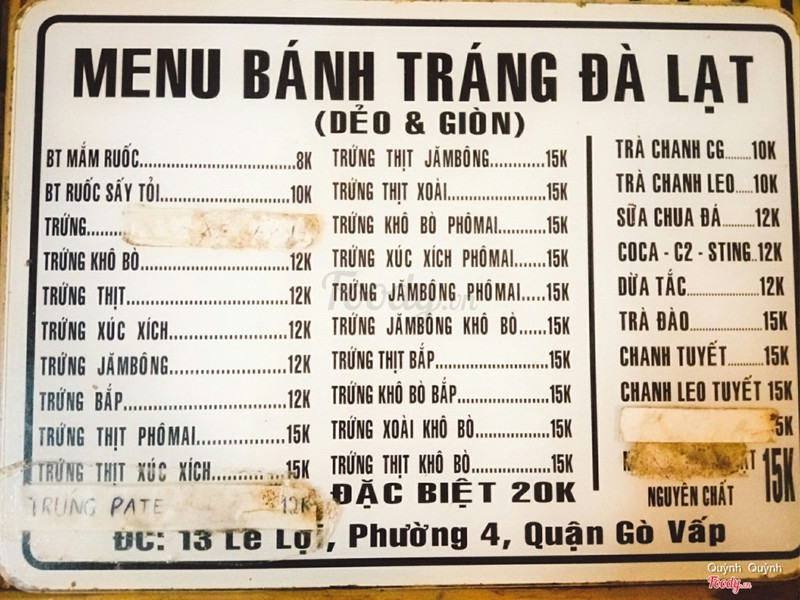 MENU BÁNH TRÁNG ĐÀ LẠT
(DẺO & GIÒN)
BT MẮM RUỐC..........8K
BT RUỐC SẤY TỎI..........10K
TRỨNG......
TRỨNG KHÔ BÒ..........12K
TRỨNG THỊT..........12K
TRỨNG XÚC XÍCH..........12K
TRỨNG JĂMBÔNG..........12K
TRỨNG BẮP..........12K
TRỨNG THỊT PHÔMAI..........15K
TRỨNG THỊT XÚC XÍCH..........15K
TRỨNG PATE 12K
TRỨNG THỊT JĂMBÔNG..........15K
TRỨNG THỊT XOÀI..........15K
TRỨNG KHÔ BÒ PHÔMAI......15K
TRỨNG XÚC XÍCH PHÔMAI.....15K
TRỨNG JĂMBÔNG PHÔMAI.....15K
TRỨNG JĂMBÔNG KHÔ BÒ.....15K
TRỨNG THỊT BẮP..........15K
TRỨNG KHÔ BÒ BẮP..........15K
TRỨNG XOÀI KHÔ BÒ..........15K
TRỨNG THỊT KHÔ BÒ..........15K
ĐẶC BIỆT 20K
TRÀ CHANH CG......10K
TRÀ CHANH LEO....10K
SỮA CHUA ĐÁ......12K
COCA - C2 - STING..12K
DỪA TẮC..........12K
TRÀ ĐÀO..........15K
CHANH TUYẾT.......15K
CHANH LEO TUYẾT 15K
5K
NGUYÊN CHẤT 15K
ĐC: 13 Lê Lợi, Phường 4, Quận Gò Vấp
Foody.vn
Quỳnh Quỳnh
Foody.vn